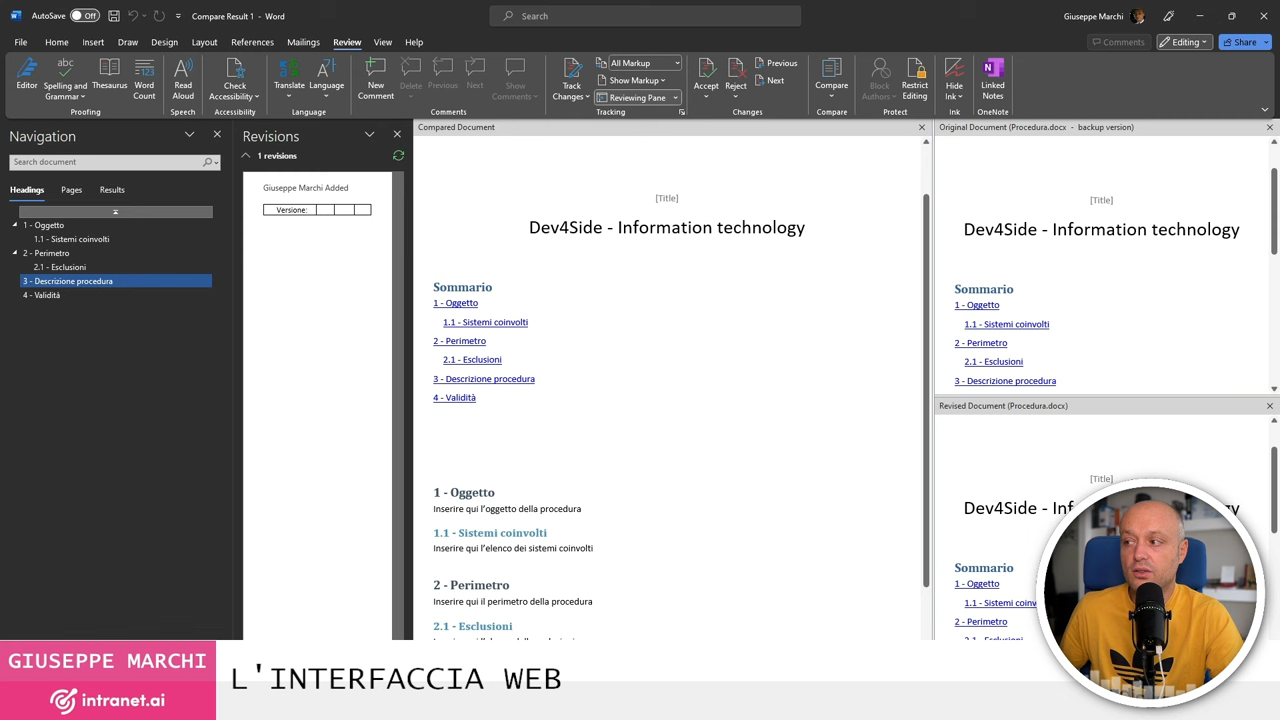 AutoSave Off Compare Result 1 - Word Search Giuseppe Marchi
File Home Insert Draw Design Layout References Mailings Review View Help Comments Editing Share
Editor Spelling and Grammar Thesaurus Word Count Read Aloud Check Accessibility Translate Language New Comment Delete Previous Next Show Comments Track Changes All Markup Show Markup Reviewing Pane Accept Reject Previous Next Compare Block Authors Restrict Editing Hide Ink Linked Notes
Proofing Speech Accessibility Language Comments Tracking Changes Compare Protect Ink OneNote
Navigation
Search document
Headings Pages Results
1 - Oggetto
1.1 - Sistemi coinvolti
2 - Perimetro
2.1 - Esclusioni
3 - Descrizione procedura
4 - Validità
Revisions
1 revisions
Giuseppe Marchi Added
Versione:
Compared Document
[Title]
Dev4Side - Information technology
Sommario
1 - Oggetto
1.1 - Sistemi coinvolti
2 - Perimetro
2.1 - Esclusioni
3 - Descrizione procedura
4 - Validità
1 - Oggetto
Inserire qui l'oggetto della procedura
1.1 - Sistemi coinvolti
Inserire qui l'elenco dei sistemi coinvolti
2 - Perimetro
Inserire qui il perimetro della procedura
2.1 - Esclusioni
Original Document (Procedura.docx - backup version)
[Title]
Dev4Side - Information technology
Sommario
1 - Oggetto
1.1 - Sistemi coinvolti
2 - Perimetro
2.1 - Esclusioni
3 - Descrizione procedura
Revised Document (Procedura.docx)
[Title]
Dev4Side - Inf
Sommario
1 - Oggetto
1.1 - Sistemi coinv
2 - Perimetro
GIUSEPPE MARCHI
intranet.ai
L'INTERFACCIA WEB